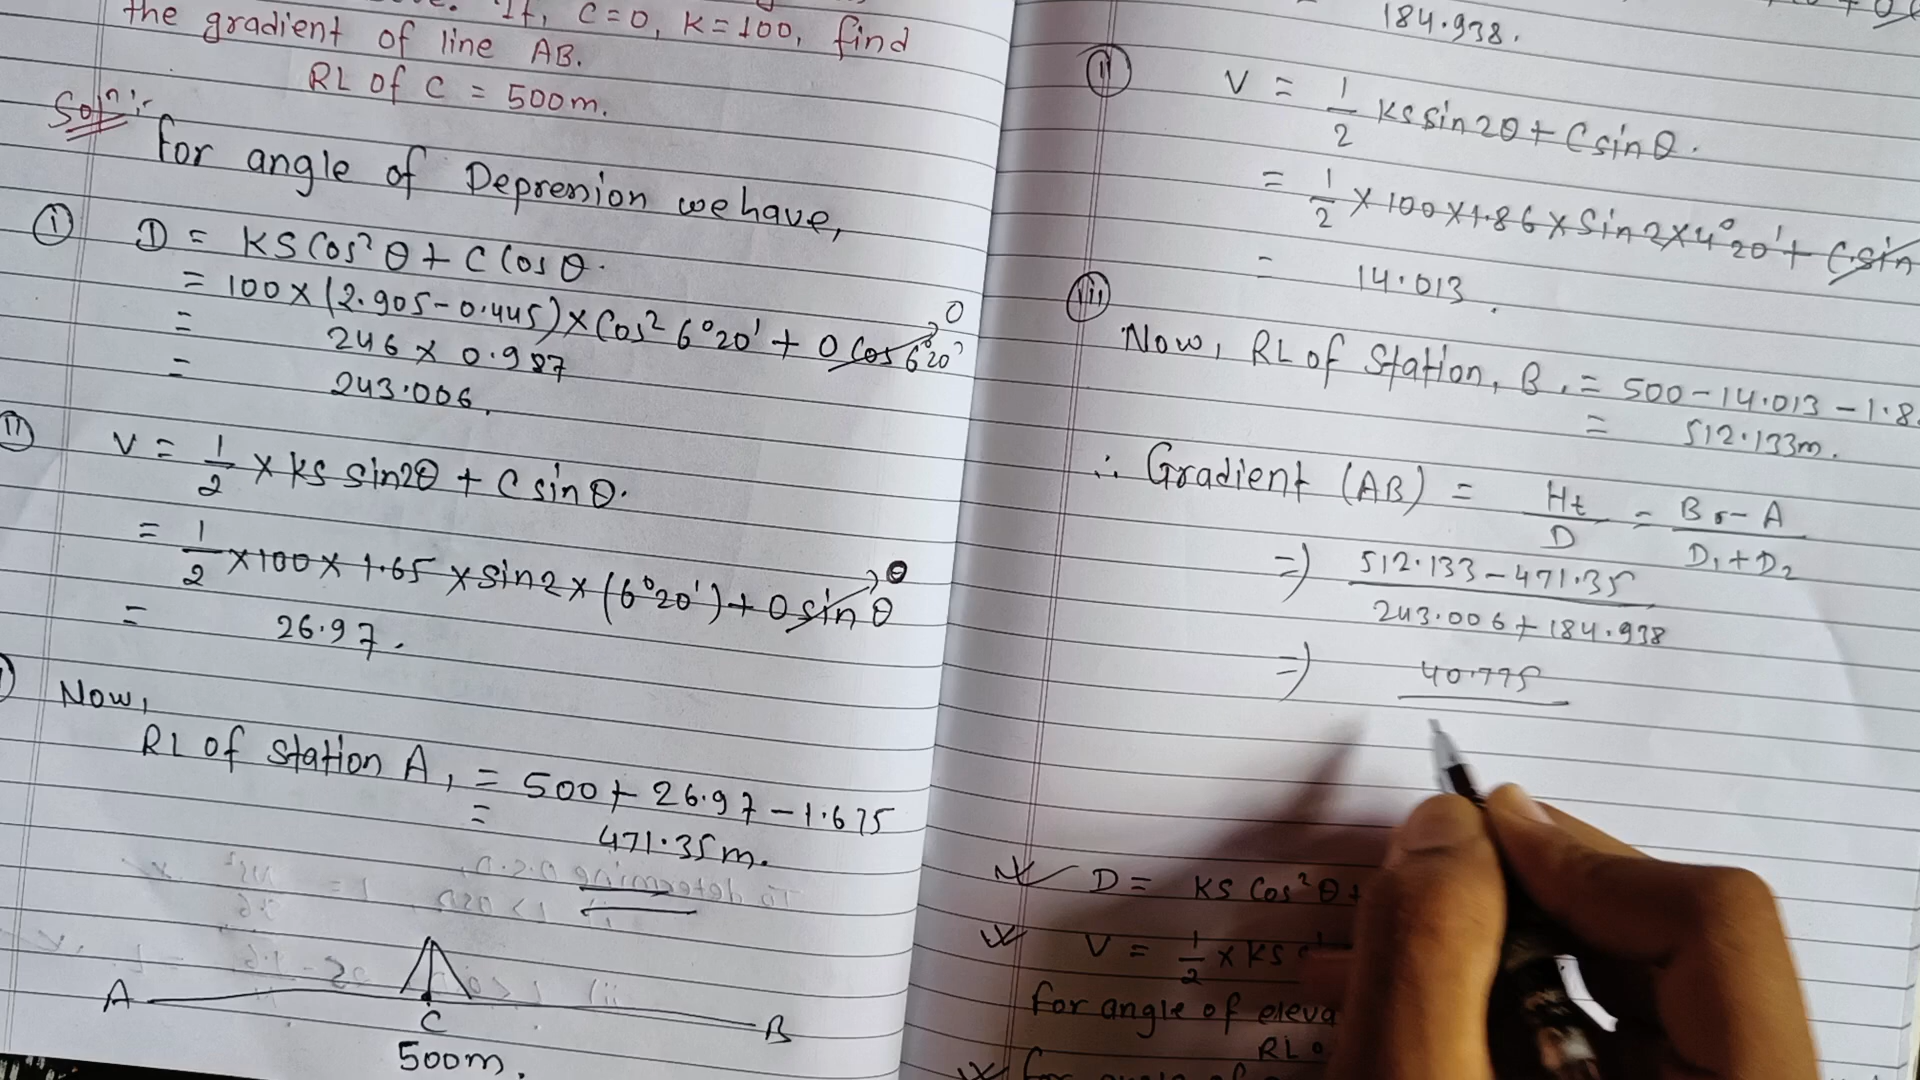 the gradient of line AB. If, C=0, K=100, find
RL of C = 500m.
Soln:-
For angle of Depression we have,
(i) D = KS Cos²θ + C Cosθ.
= 100×(2.905-0.445)×Cos² 6°20' + 0 Cos 6°20' 0
= 246 × 0.987
= 243.006.
(ii) V = 1/2 × KS Sin2θ + C sinθ.
= 1/2 ×100× 1.65 × sin2×(6°20')+ 0 sin θ 0
= 26.97.
Now,
RL of Station A, = 500 + 26.97 - 1.675
= 471.35m.
A C B
500m.
184.938.
(ii) V = 1/2 KS sin2θ + C sinθ.
= 1/2 × 100 × 1.86 × Sin2×4°20' + C.sin
= 14.013.
(iii) Now, RL of Station, B, = 500 - 14.013 - 1.8
= 512.133m.
∴ Gradient (AB) = Ht/D = B - A/D₁+D₂
=) 512.133-471.35/243.006+184.938
=) 40.775
D = KS Cos²θ +
V = 1/2 × KS
for angle of eleva
RL o